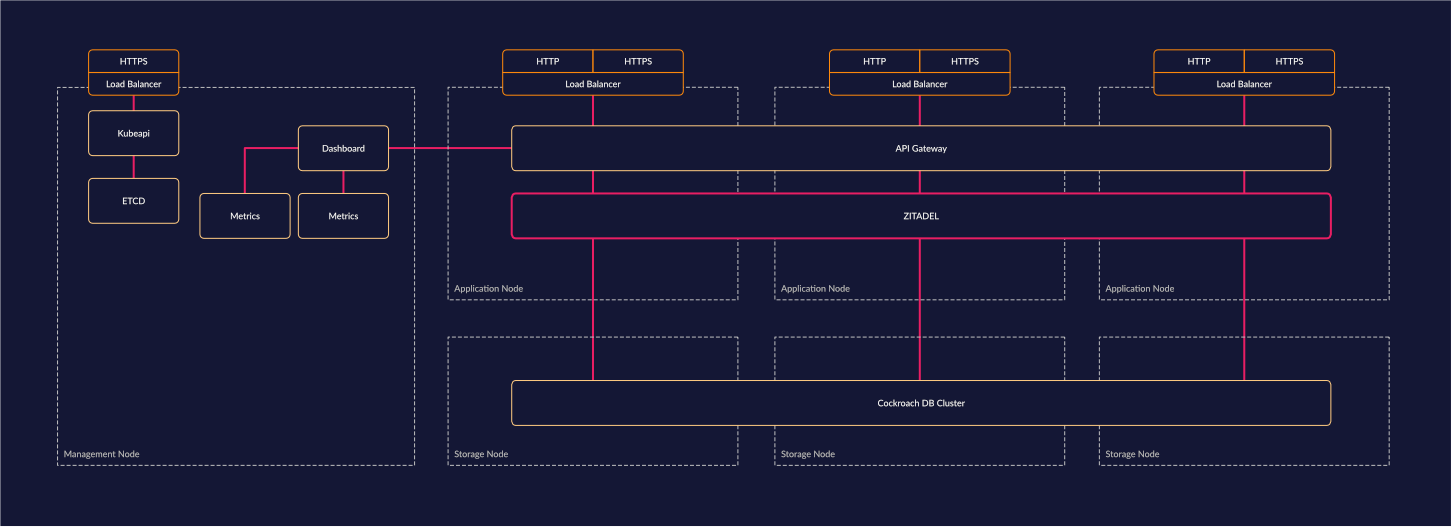 HTTPS
Load Balancer
Kubeapi
ETCD
Dashboard
Metrics
Metrics
Management Node
HTTP
HTTPS
Load Balancer
HTTP
HTTPS
Load Balancer
HTTP
HTTPS
Load Balancer
API Gateway
ZITADEL
Application Node
Application Node
Application Node
Cockroach DB Cluster
Storage Node
Storage Node
Storage Node